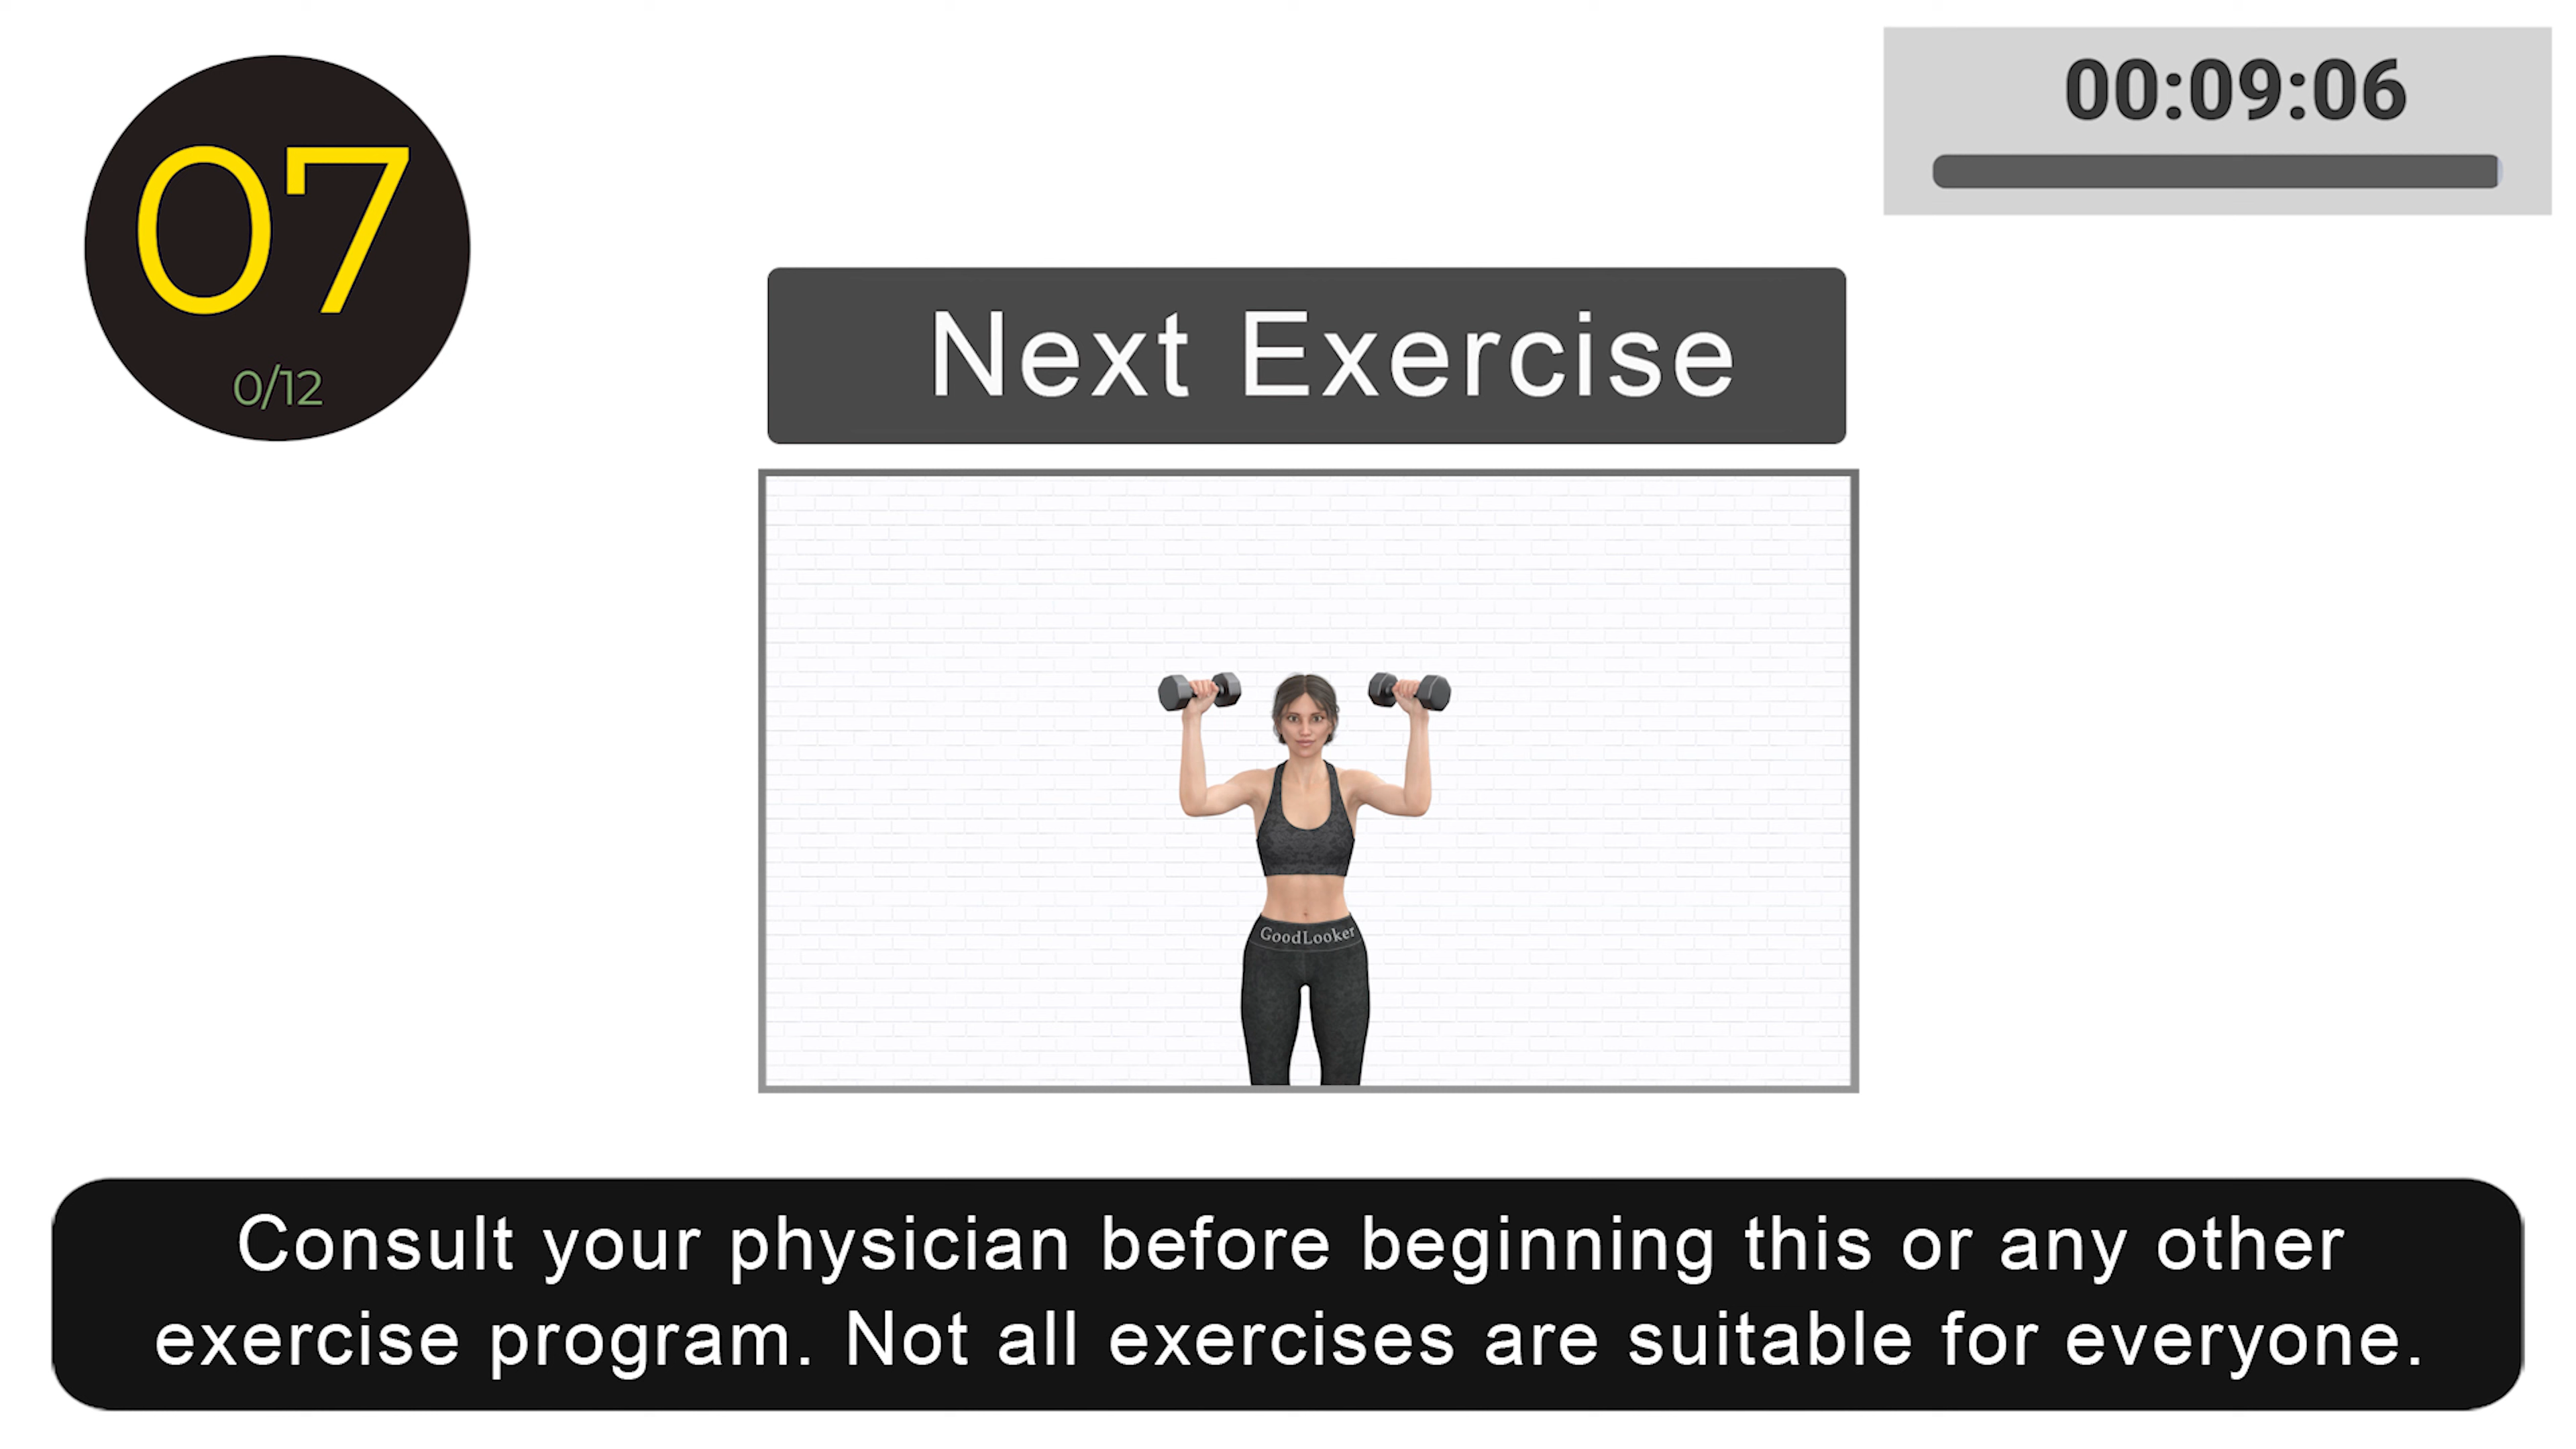 07
0/12
00:09:06
Next Exercise
GoodLooker
Consult your physician before beginning this or any other
exercise program. Not all exercises are suitable for everyone.